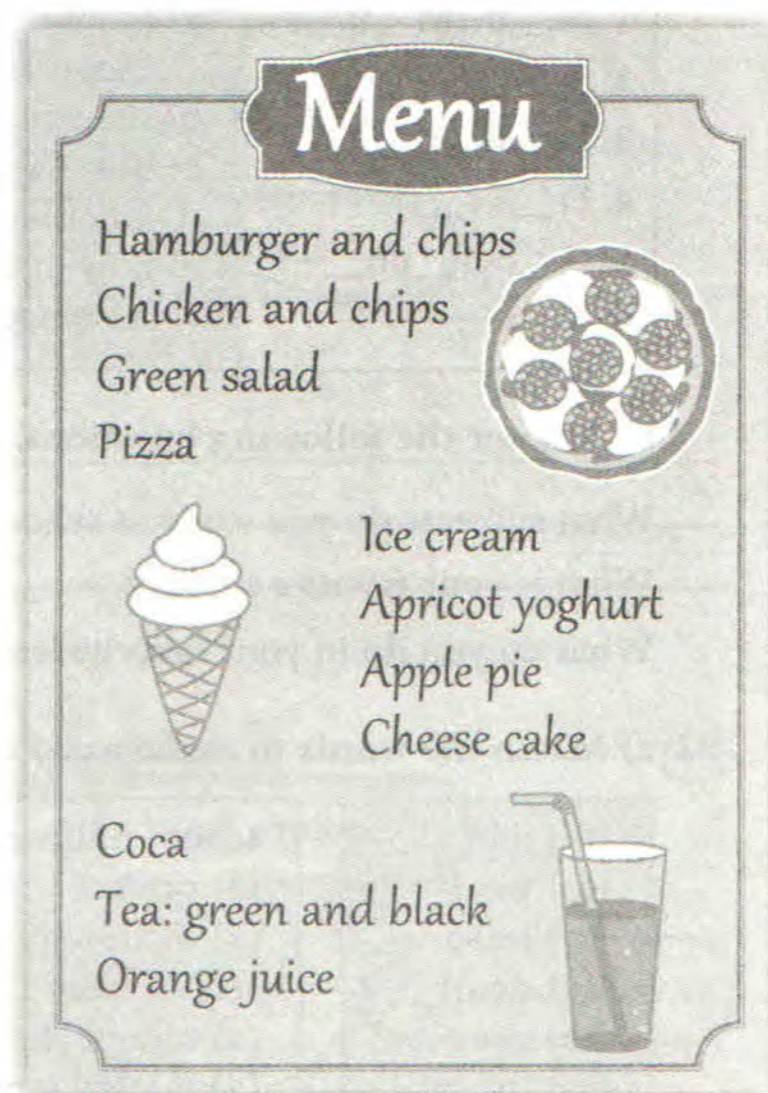 Menu
Hamburger and chips
Chicken and chips
Green salad
Pizza
Ice cream
Apricot yoghurt
Apple pie
Cheese cake
Coca
Tea: green and black
Orange juice